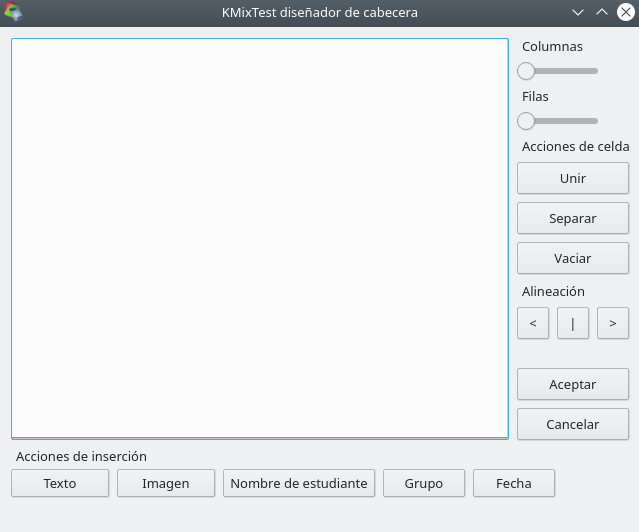 KMixTest diseñador de cabecera
Columnas
Filas
Acciones de celda
Unir
Separar
Vaciar
Alineación
< | >
Aceptar
Cancelar
Acciones de inserción
Texto Imagen Nombre de estudiante Grupo Fecha